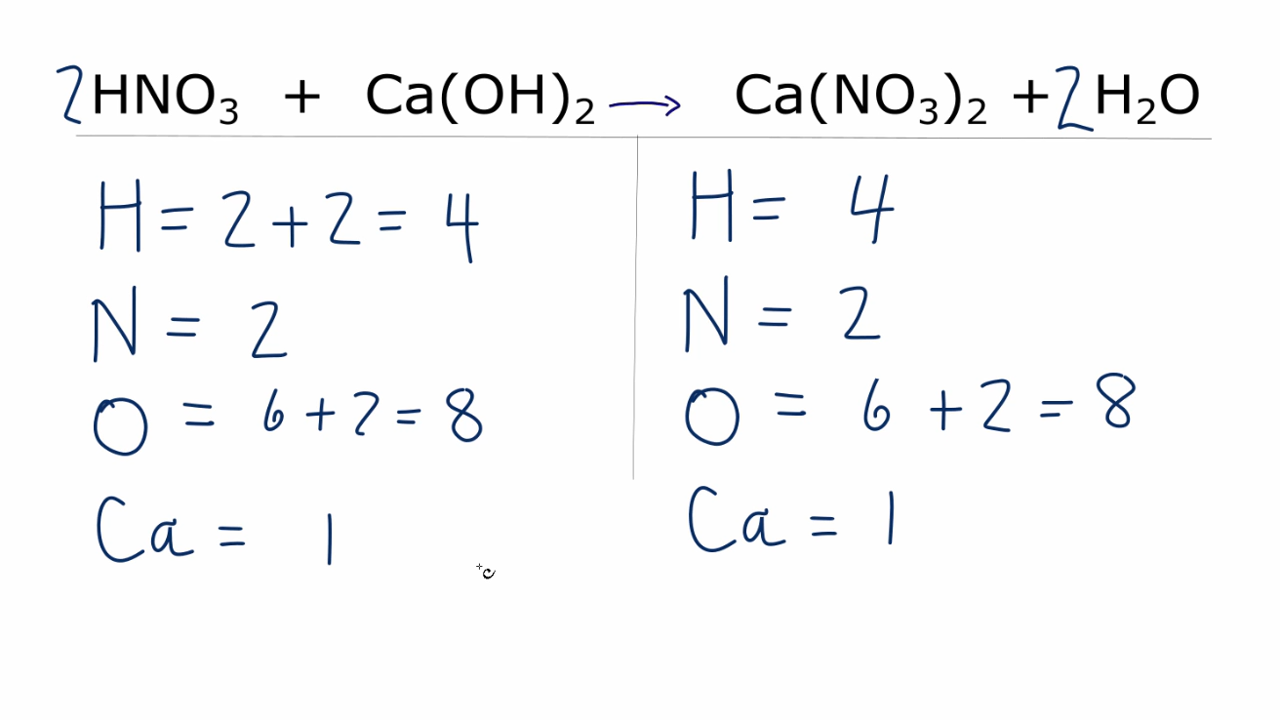 2HNO₃ + Ca(OH)₂ → Ca(NO₃)₂ + 2H₂O
H = 2 + 2 = 4
H = 4
N = 2
N = 2
O = 6 + 2 = 8
O = 6 + 2 = 8
Ca = 1
Ca = 1